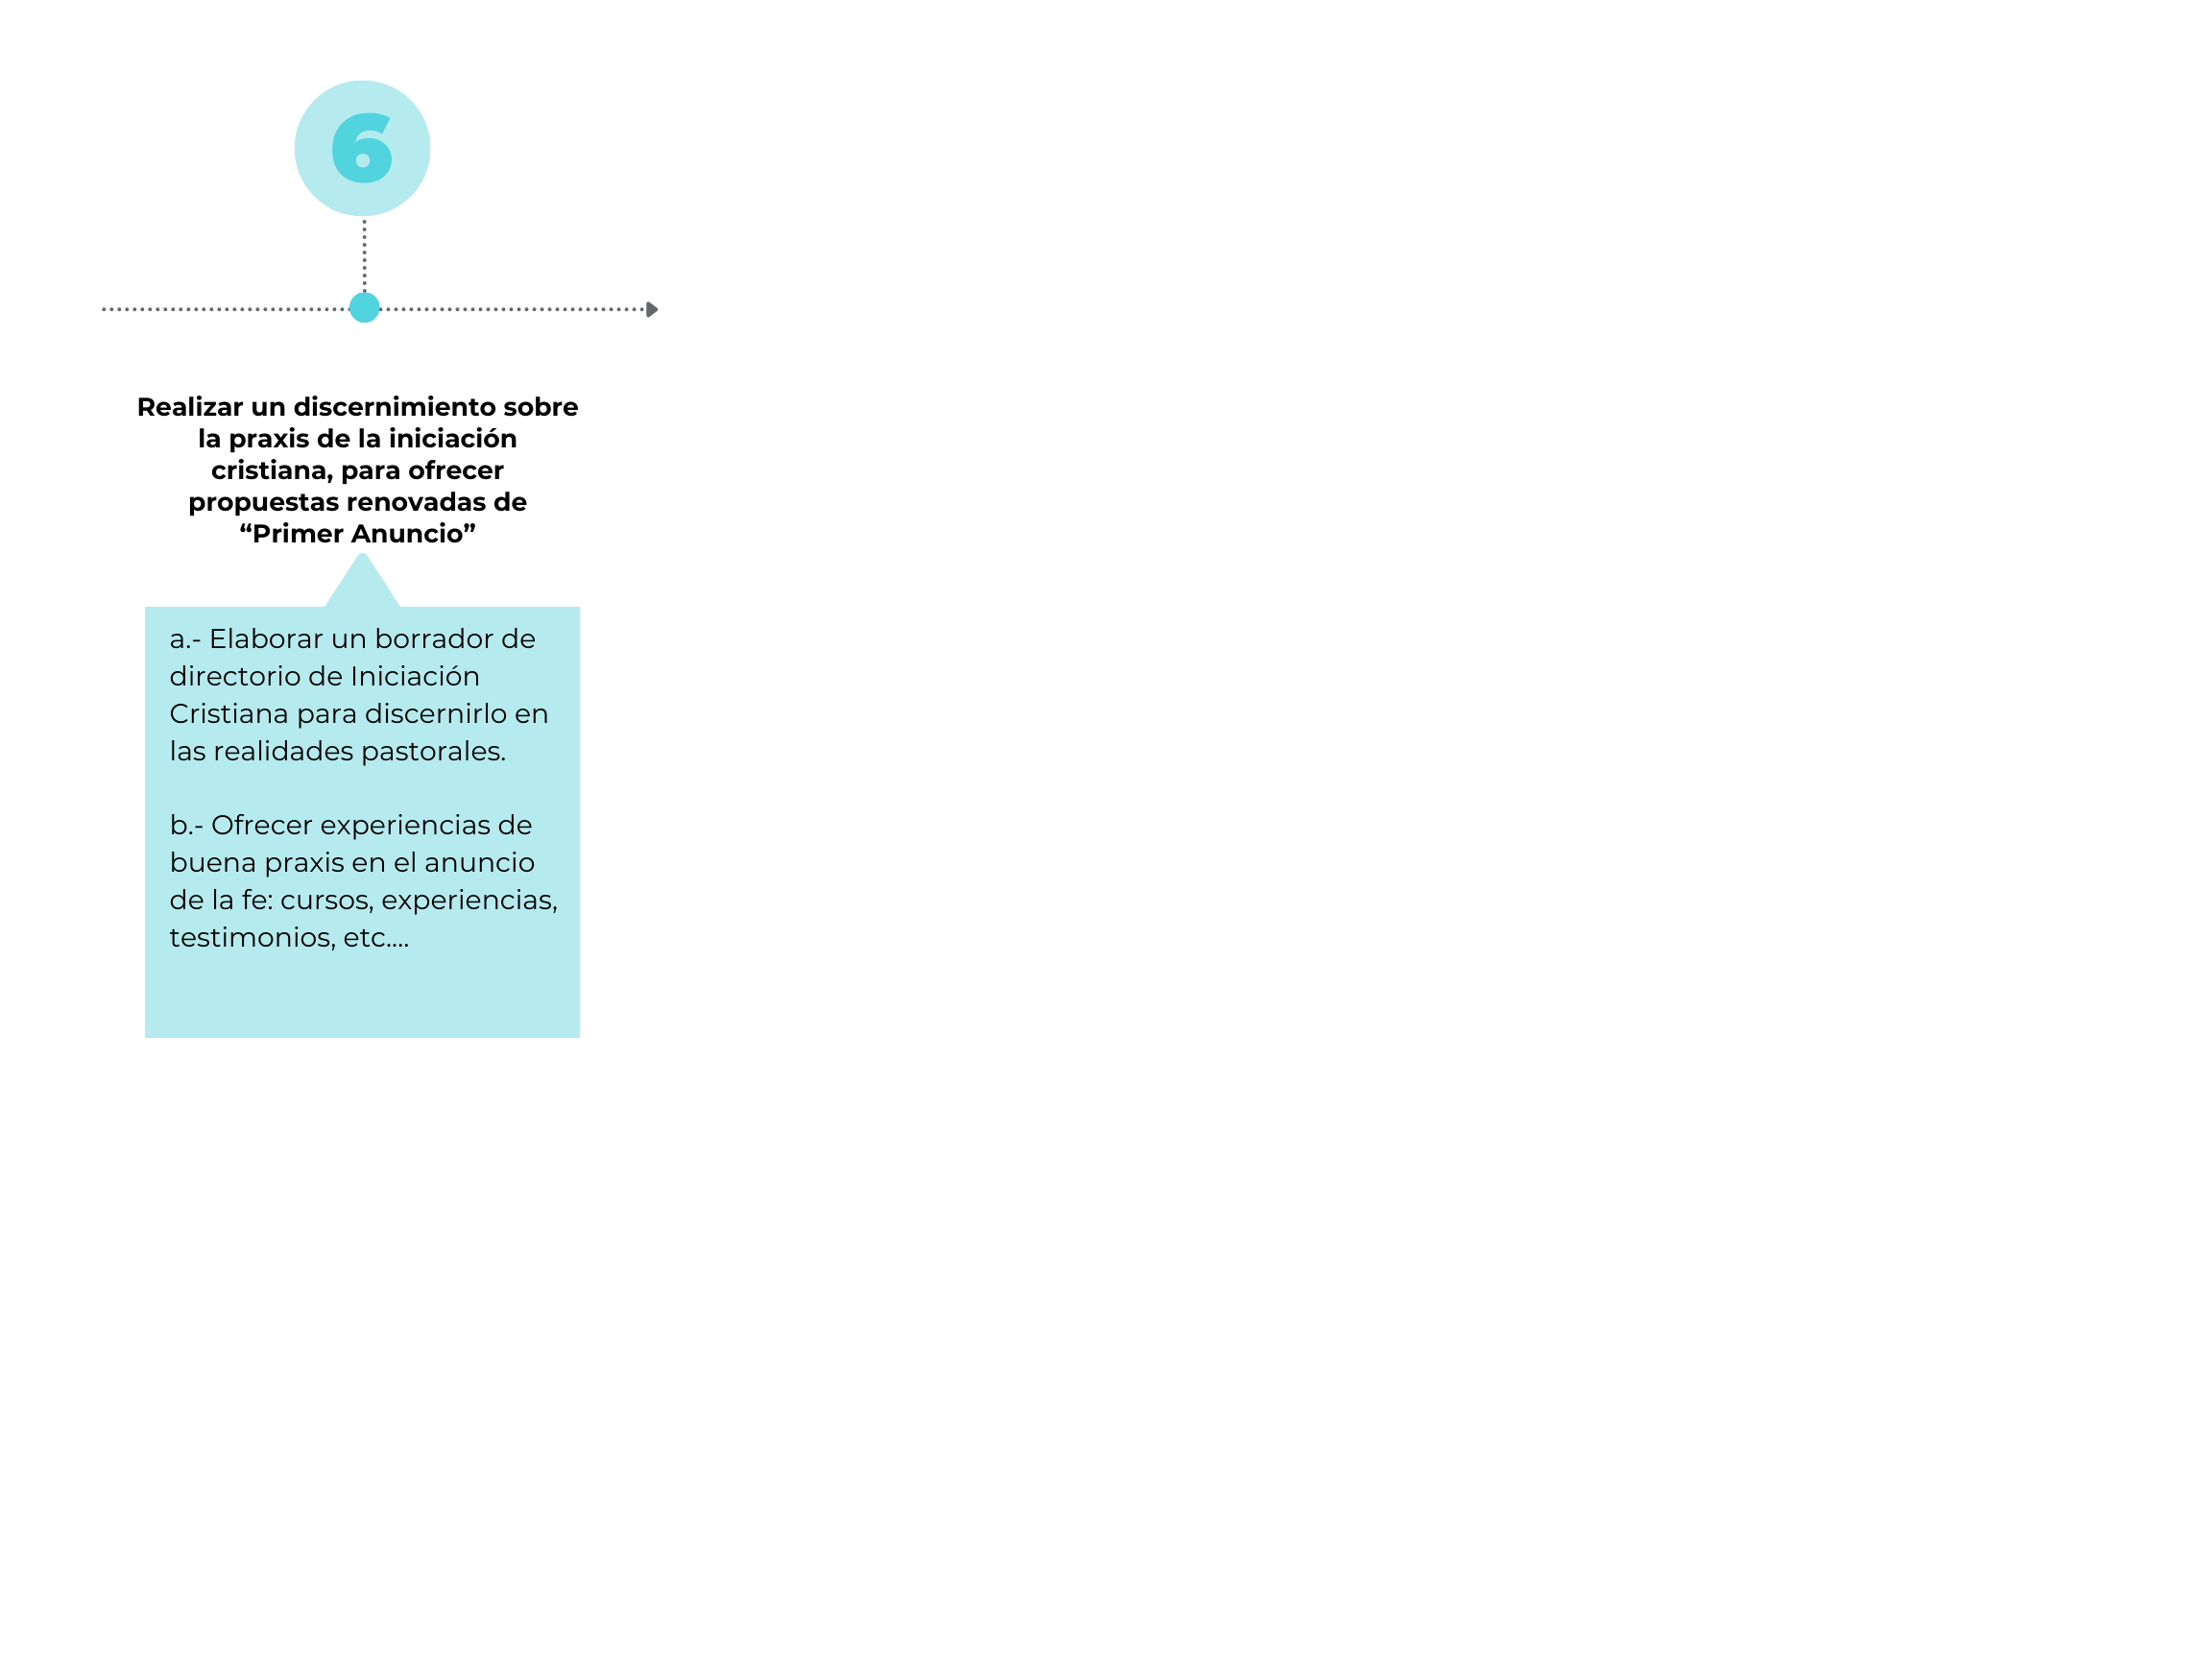 6
Realizar un discernimiento sobre
la praxis de la iniciación
cristiana, para ofrecer
propuestas renovadas de
“Primer Anuncio”
a.- Elaborar un borrador de
directorio de Iniciación
Cristiana para discernirlo en
las realidades pastorales.
b.- Ofrecer experiencias de
buena praxis en el anuncio
de la fe: cursos, experiencias,
testimonios, etc....